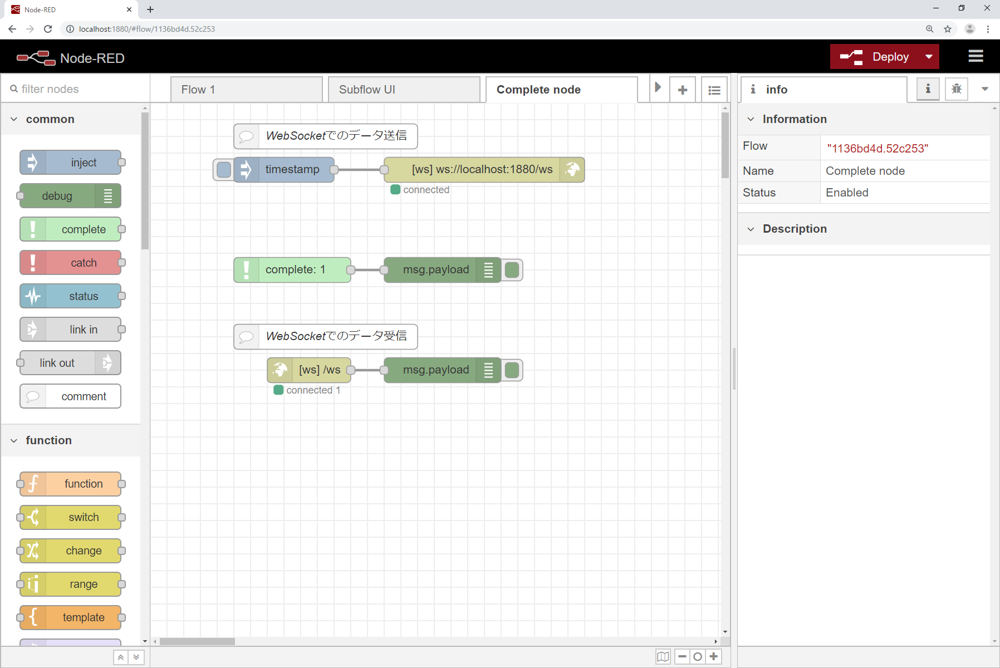 Node-RED
localhost:1880/#flow/1136bd4d.52c253
Node-RED
Deploy
filter nodes
common
inject
debug
complete
catch
status
link in
link out
comment
function
function
switch
change
range
template
Flow 1
Subflow UI
Complete node
WebSocketでのデータ送信
timestamp
[ws] ws://localhost:1880/ws
connected
complete: 1
msg.payload
WebSocketでのデータ受信
[ws] /ws
msg.payload
connected 1
info
Information
Flow
"1136bd4d.52c253"
Name
Complete node
Status
Enabled
Description